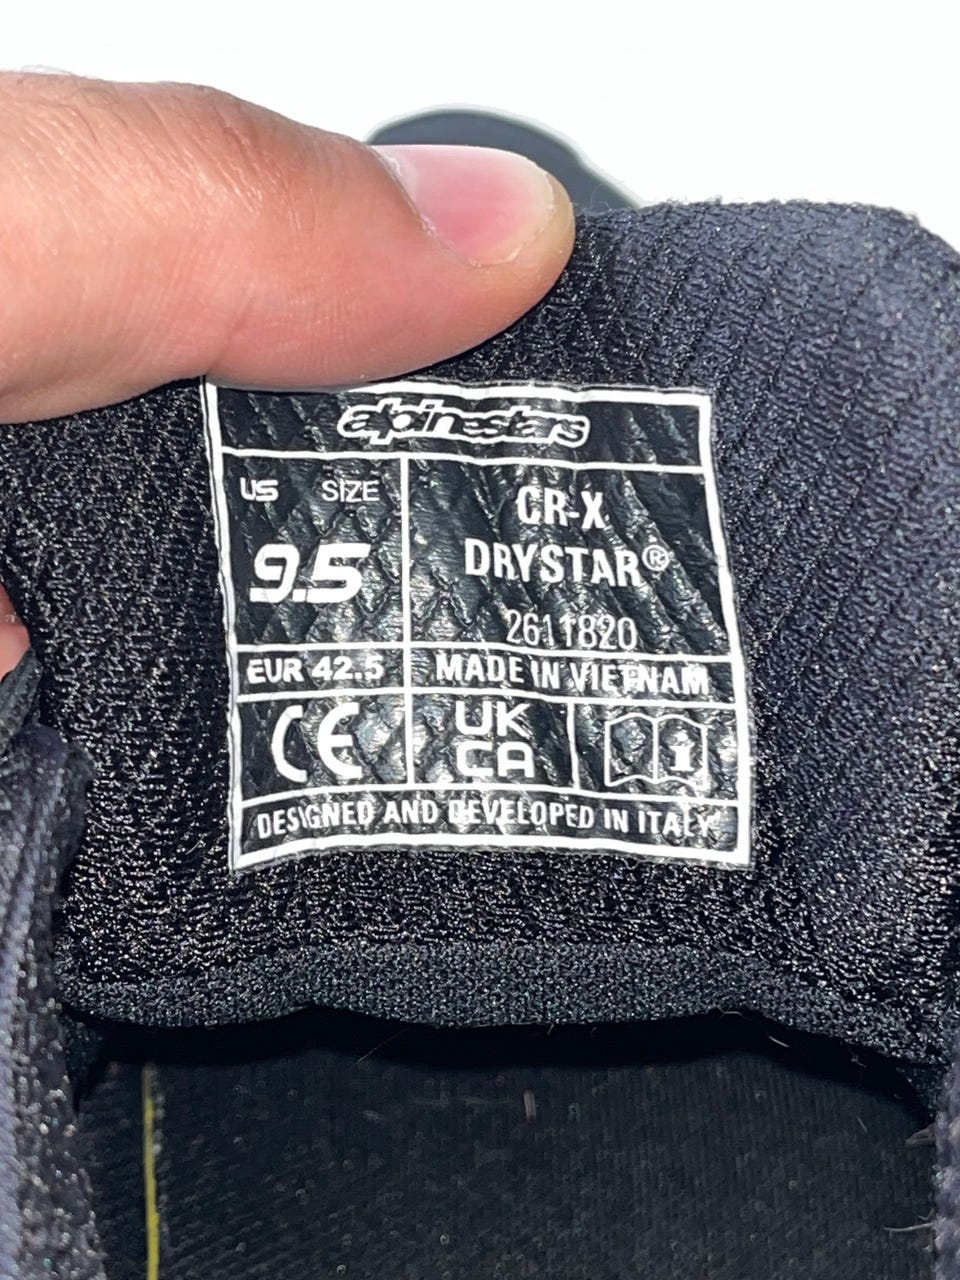 alpinestars
US SIZE
9.5
CR-X
DRYSTAR®
2611820
EUR 42.5
MADE IN VIETNAM
CE
UK
CA
i
DESIGNED AND DEVELOPED IN ITALY